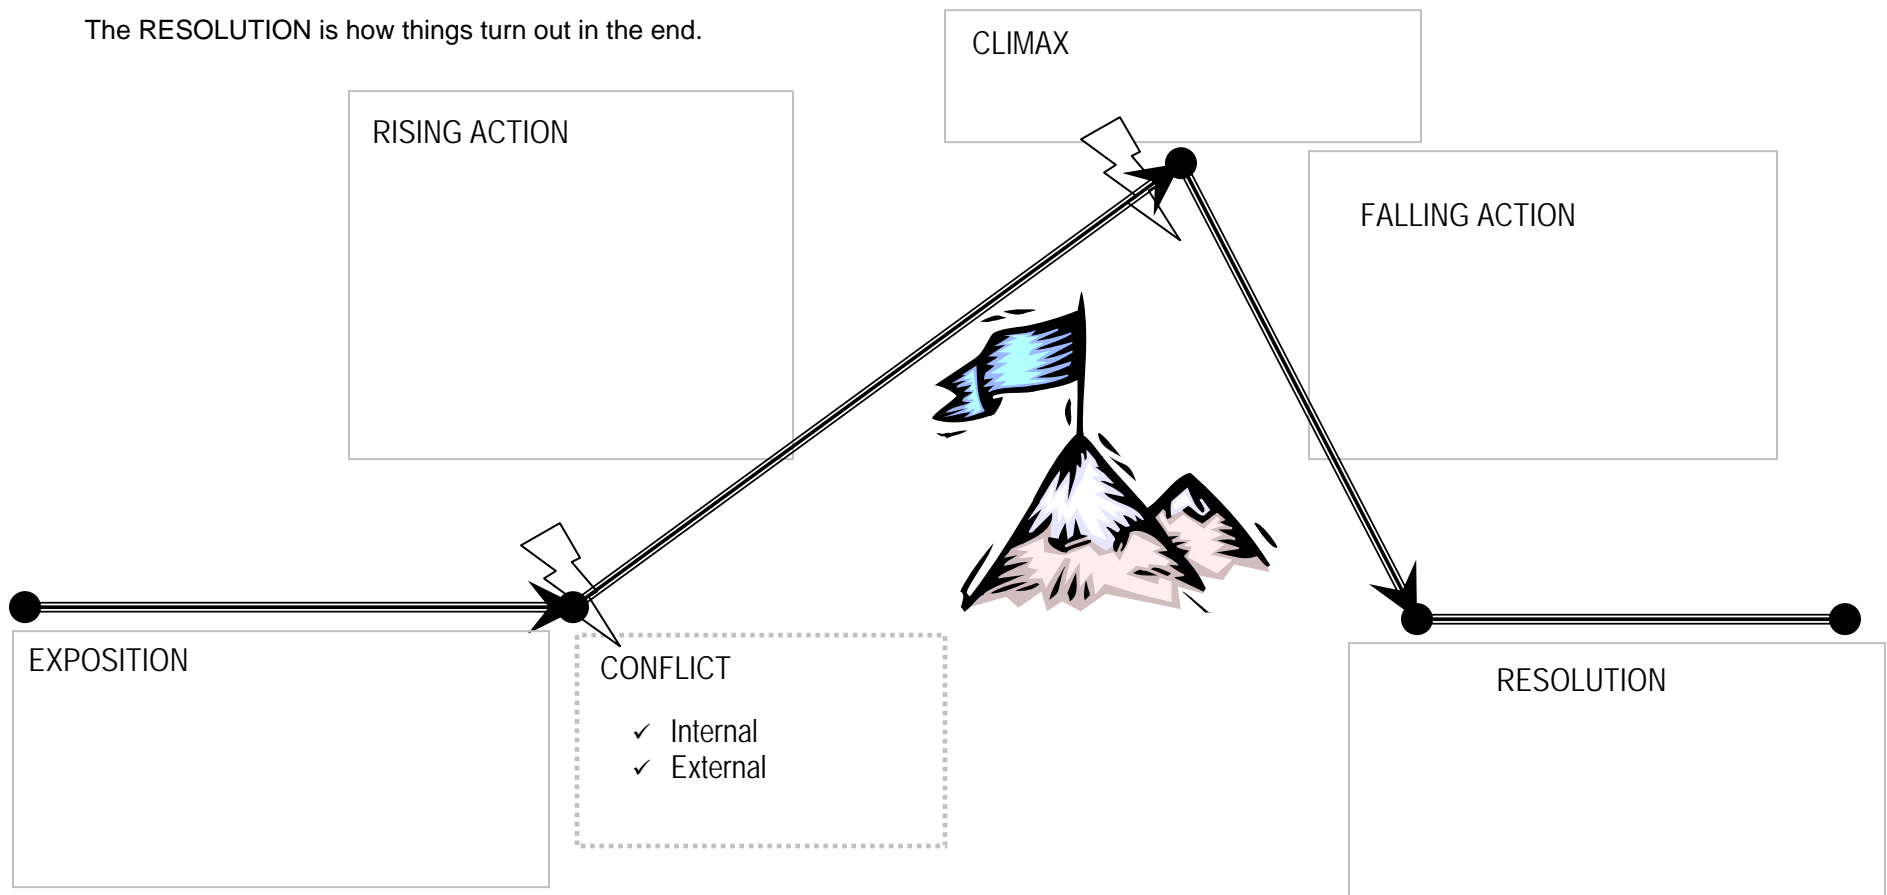 The RESOLUTION is how things turn out in the end.
CLIMAX
RISING ACTION
FALLING ACTION
EXPOSITION
CONFLICT
✓ Internal
✓ External
RESOLUTION